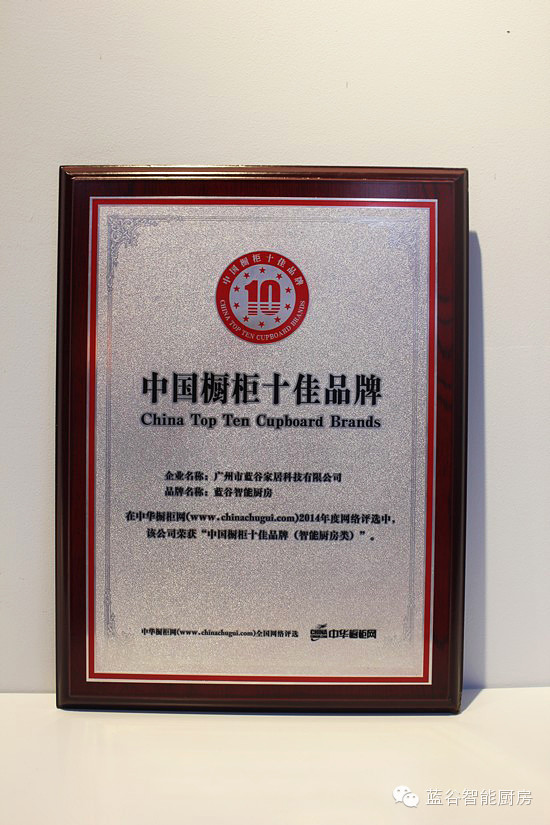 中国橱柜十佳品牌
10
CHINA TOP TEN CUPBOARD BRANDS
中国橱柜十佳品牌
China Top Ten Cupboard Brands
企业名称：广州市蓝谷家居科技有限公司
品牌名称：蓝谷智能厨房
在中华橱柜网(www.chinachugui.com)2014年度网络评选中，
该公司荣获“中国橱柜十佳品牌（智能厨房类）”。
中华橱柜网(www.chinachugui.com)全国网络评选 中华橱柜网
蓝谷智能厨房